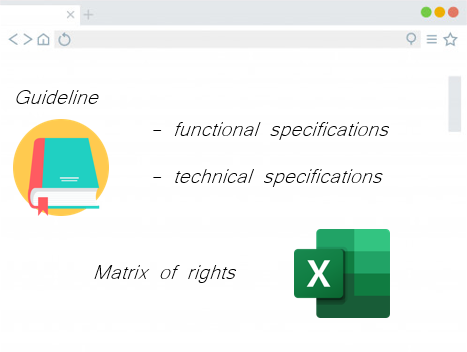 Guideline
- functional specifications
- technical specifications
Matrix of rights
X